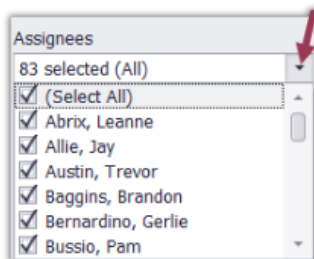 Assignees
83 selected (All)
(Select All)
Abrix, Leanne
Allie, Jay
Austin, Trevor
Baggins, Brandon
Bernardino, Gerlie
Bussio, Pam